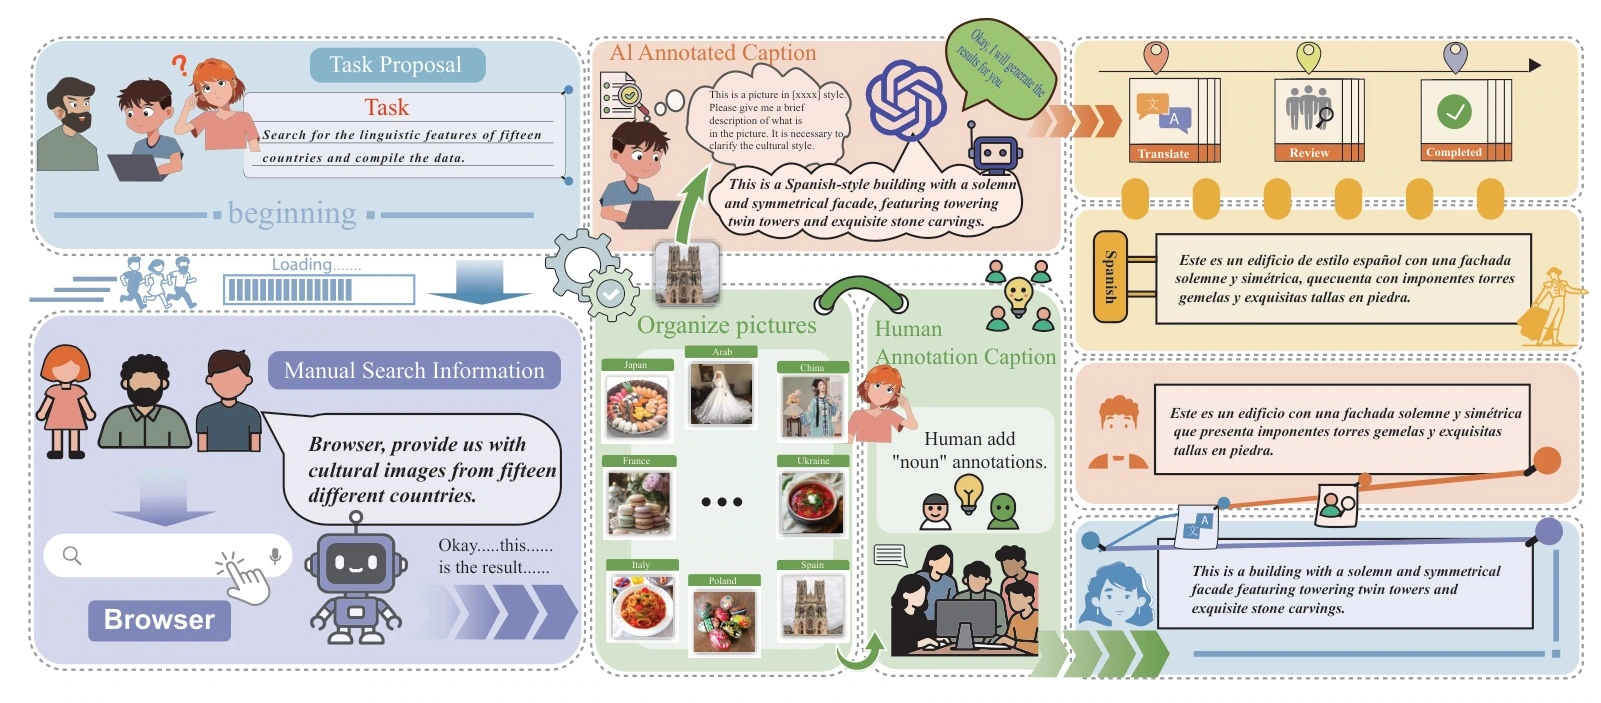 Task Proposal
Task
Search for the linguistic features of fifteen
countries and compile the data.
beginning
Loading.......
Manual Search Information
Browser, provide us with
cultural images from fifteen
different countries.
Okay.....this......
is the result......
Browser
AI Annotated Caption
This is a picture in [xxxx] style.
Please give me a brief
description of what is
in the picture. It is necessary to
clarify the cultural style.
Okay, I will generate the
results for you.
This is a Spanish-style building with a solemn
and symmetrical facade, featuring towering
twin towers and exquisite stone carvings.
Organize pictures
Japan
Arab
China
France
Ukraine
Italy
Poland
Spain
Human
Annotation Caption
Human add
"noun" annotations.
文
A
Translate
Review
Completed
Spanish
Este es un edificio de estilo español con una fachada
solemne y simétrica, quecuenta con imponentes torres
gemelas y exquisitas tallas en piedra.
Este es un edificio con una fachada solemne y simétrica
que presenta imponentes torres gemelas y exquisitas
tallas en piedra.
文
A
This is a building with a solemn and symmetrical
facade featuring towering twin towers and
exquisite stone carvings.